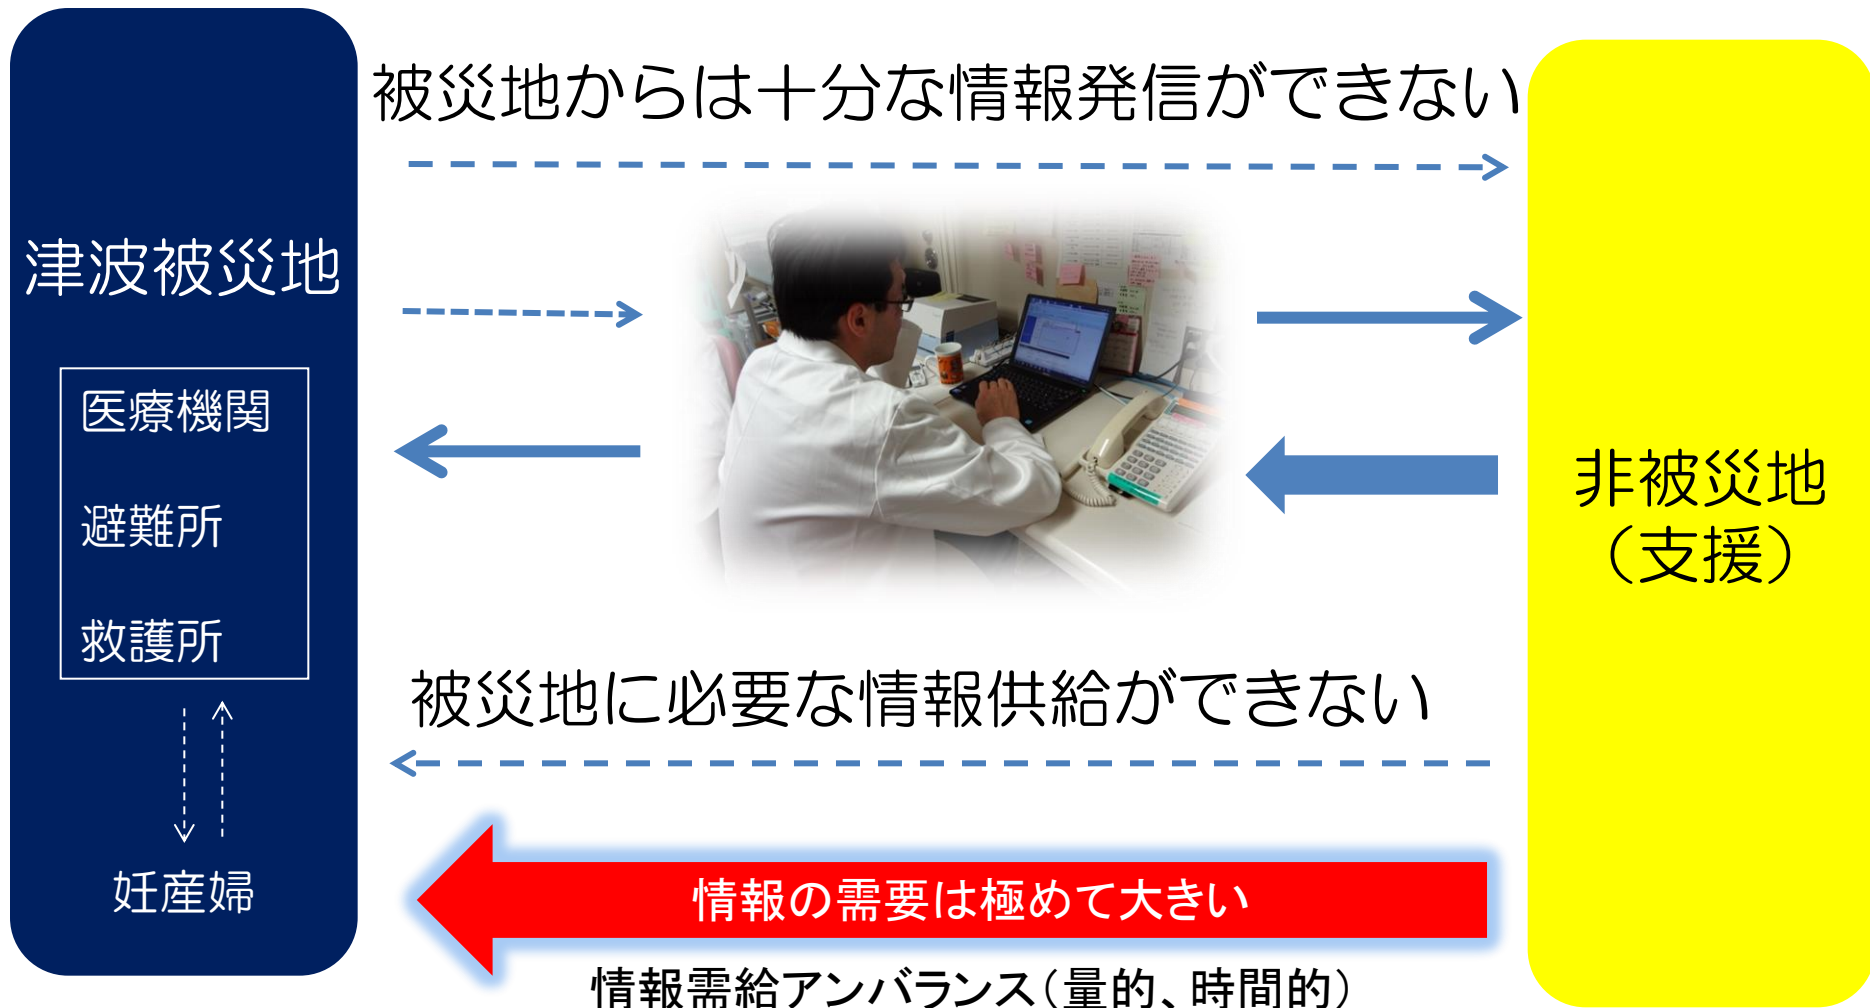 被災地からは十分な情報発信ができない
津波被災地
医療機関
避難所
救護所
妊産婦
非被災地
（支援）
被災地に必要な情報供給ができない
情報の需要は極めて大きい
情報需給アンバランス（量的、時間的）